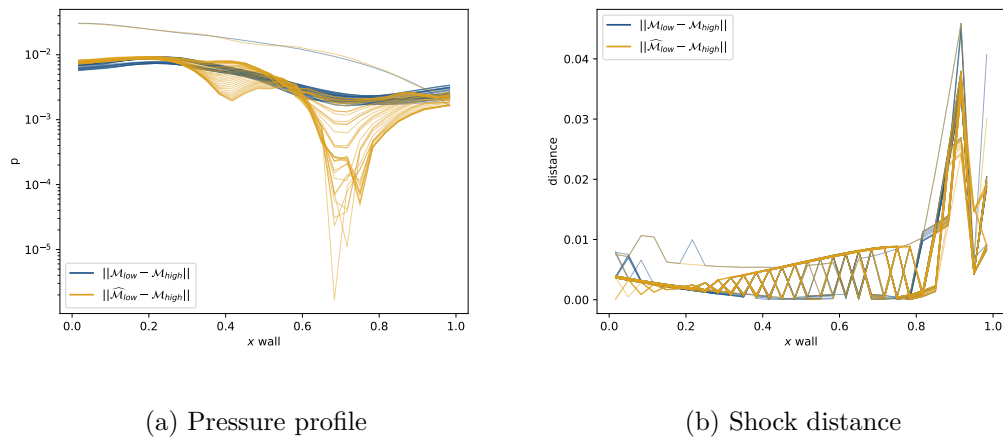 10⁻²
10⁻³
10⁻⁴
10⁻⁵
p
||ℳ_low − ℳ_high||
||ℳ̂_low − ℳ_high||
0.0 0.2 0.4 0.6 0.8 1.0
x wall
(a) Pressure profile
||ℳ_low − ℳ_high||
||ℳ̂_low − ℳ_high||
0.04
0.03
0.02
0.01
0.00
distance
0.0 0.2 0.4 0.6 0.8 1.0
x wall
(b) Shock distance